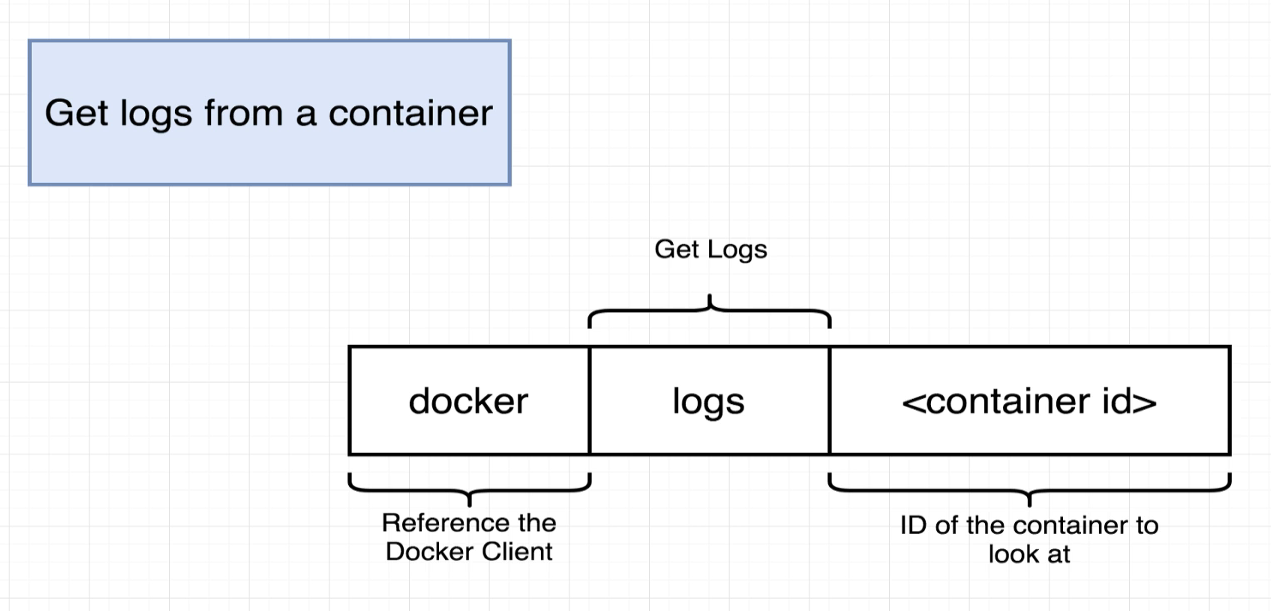 Get logs from a container
Get Logs
docker logs <container id>
Reference the
Docker Client
ID of the container to
look at